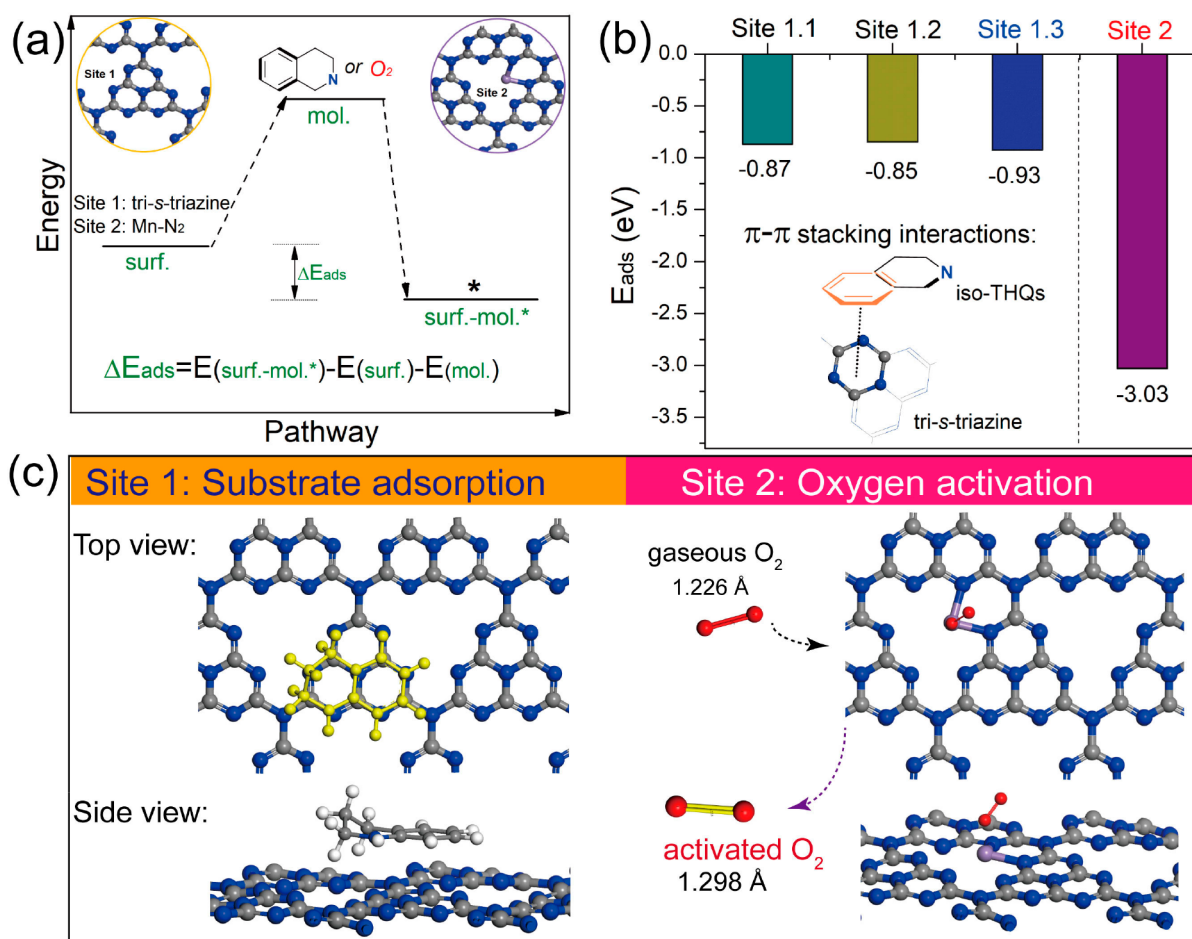 (a)
Site 1
N or O₂
Site 2
mol.
Energy
Site 1: tri-s-triazine
Site 2: Mn-N₂
surf.
ΔEads
*
surf.-mol.*
ΔEads=E(surf.-mol.*)-E(surf.)-E(mol.)
Pathway
(b)
Site 1.1 Site 1.2 Site 1.3 Site 2
0.0
-0.5
-1.0
-1.5
-2.0
-2.5
-3.0
-3.5
Eads (eV)
-0.87
-0.85
-0.93
-3.03
π-π stacking interactions:
N
iso-THQs
tri-s-triazine
(c)
Site 1: Substrate adsorption
Site 2: Oxygen activation
Top view:
Side view:
gaseous O₂
1.226 Å
activated O₂
1.298 Å